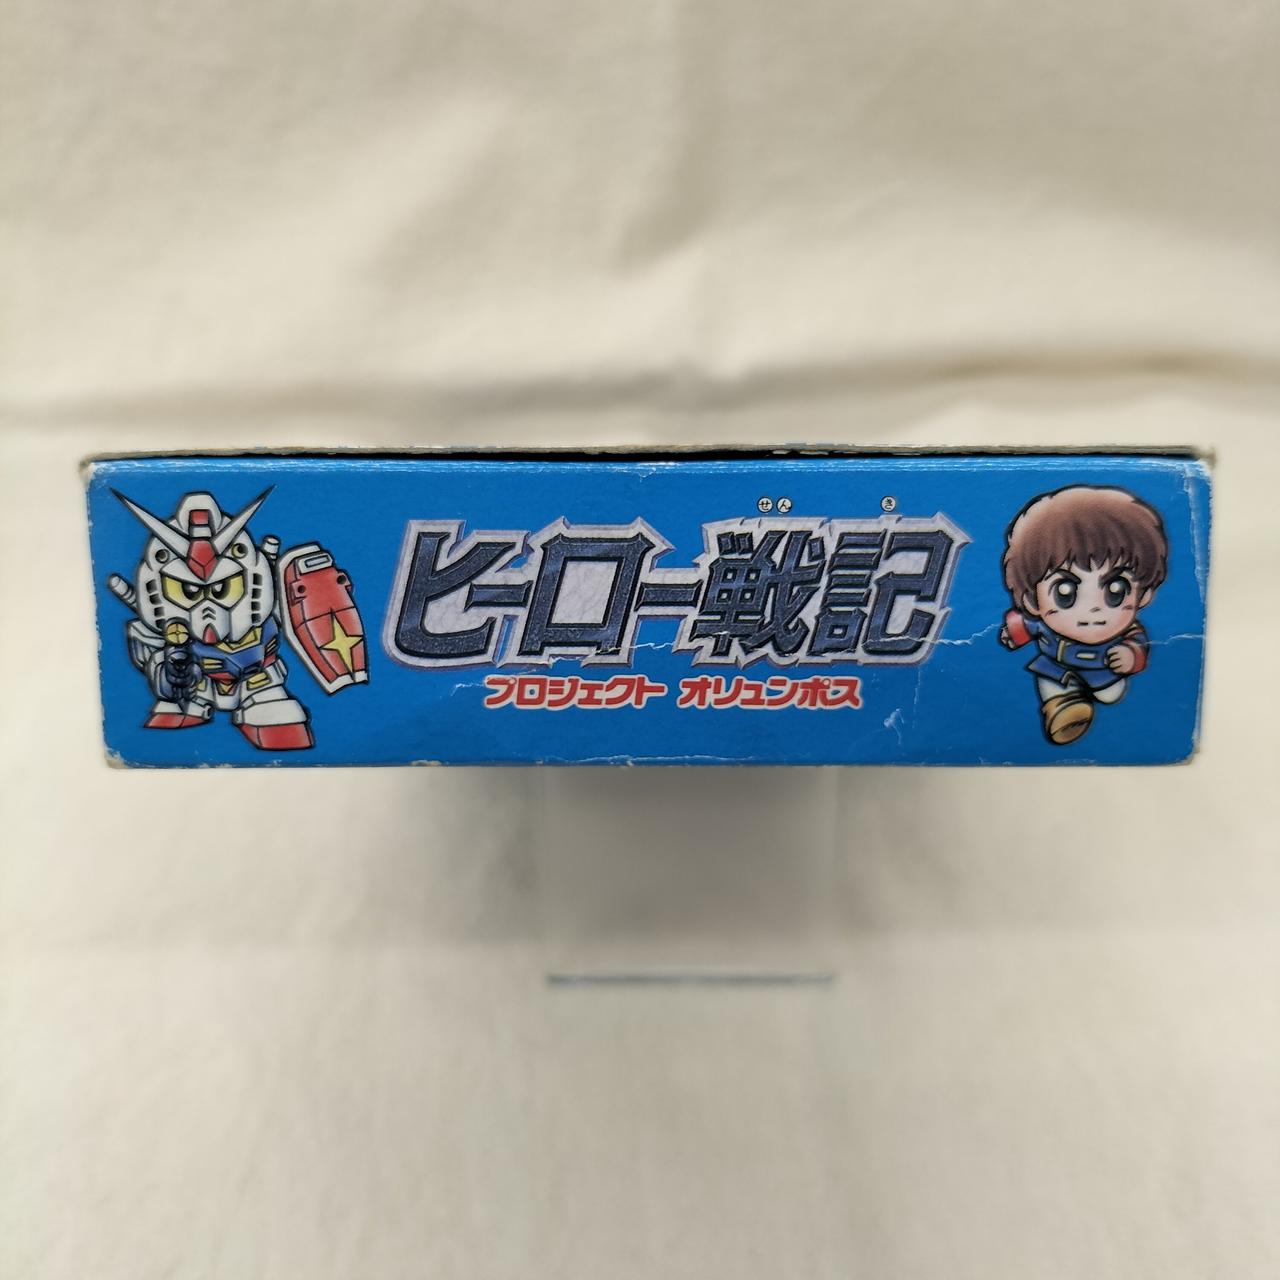 せん き
ヒーロー戦記
プロジェクト オリュンポス